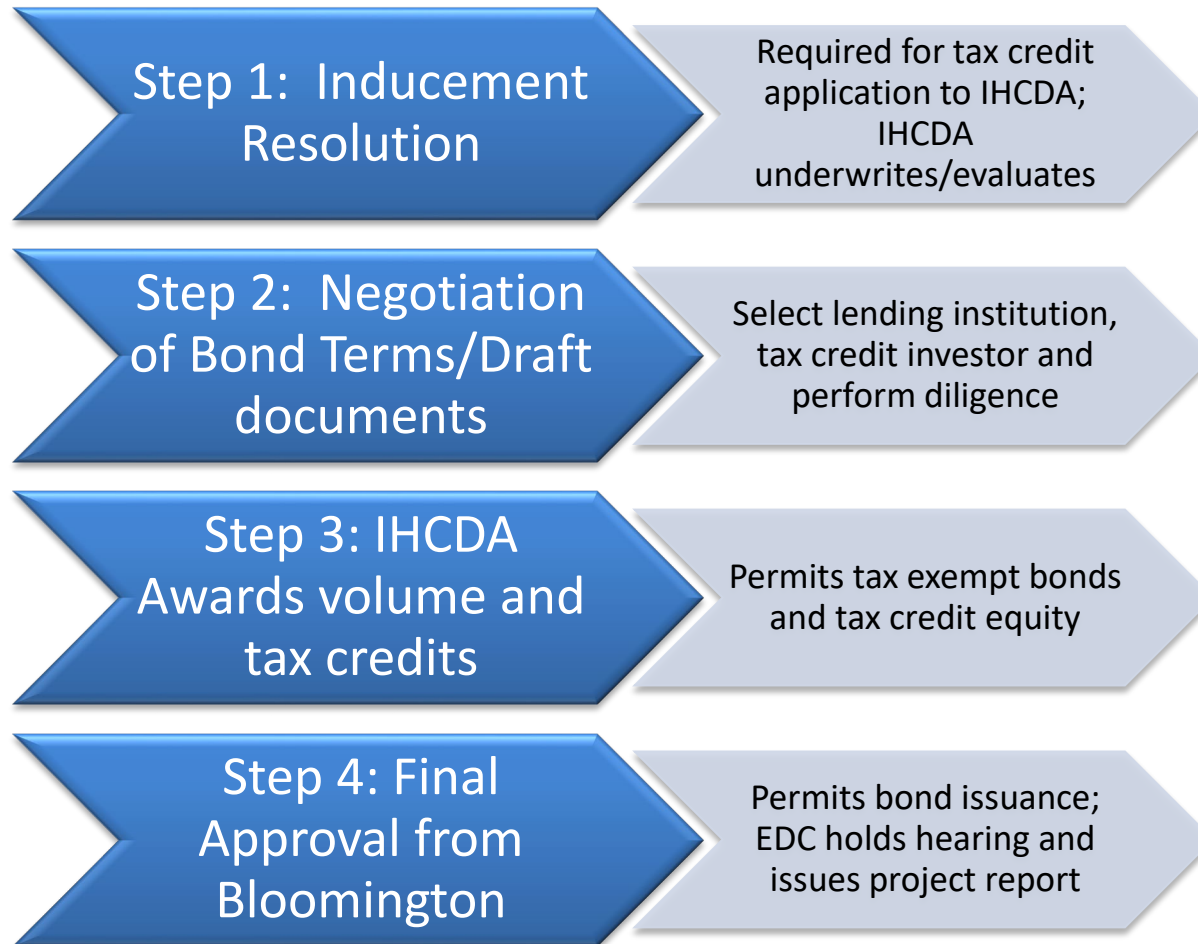 Step 1:  Inducement
Resolution
Required for tax credit
application to IHCDA;
IHCDA
underwrites/evaluates
Step 2:  Negotiation
of Bond Terms/Draft
documents
Select lending institution,
tax credit investor and
perform diligence
Step 3: IHCDA
Awards volume and
tax credits
Permits tax exempt bonds
and tax credit equity
Step 4: Final
Approval from
Bloomington
Permits bond issuance;
EDC holds hearing and
issues project report